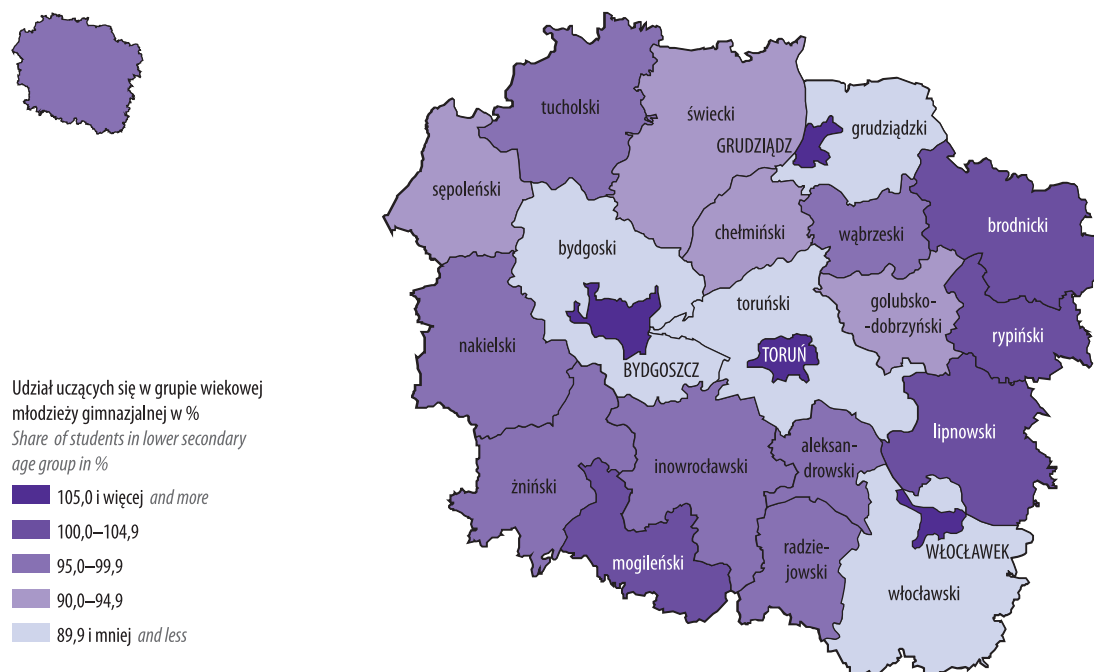 tucholski
świecki
GRUDZIĄDZ
grudziądzki
sępoleński
brodnicki
chełmiński
wąbrzeski
bydgoski
toruński
golubsko-
-dobrzyński
rypiński
nakielski
BYDGOSZCZ
TORUŃ
lipnowski
aleksan-
drowski
inowrocławski
żniński
mogileński
radzie-
jowski
WŁOCŁAWEK
włocławski
Udział uczących się w grupie wiekowej
młodzieży gimnazjalnej w %
Share of students in lower secondary
age group in %
105,0 i więcej and more
100,0–104,9
95,0–99,9
90,0–94,9
89,9 i mniej and less